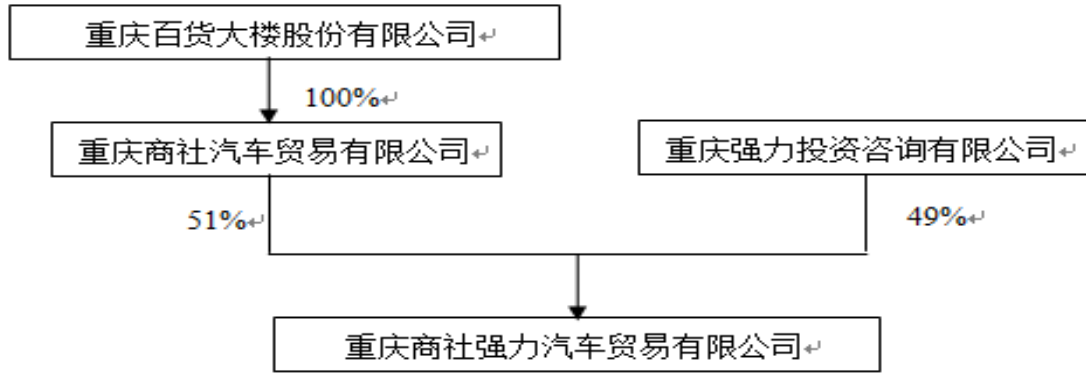 重庆百货大楼股份有限公司
100%
重庆商社汽车贸易有限公司
重庆强力投资咨询有限公司
51%
49%
重庆商社强力汽车贸易有限公司